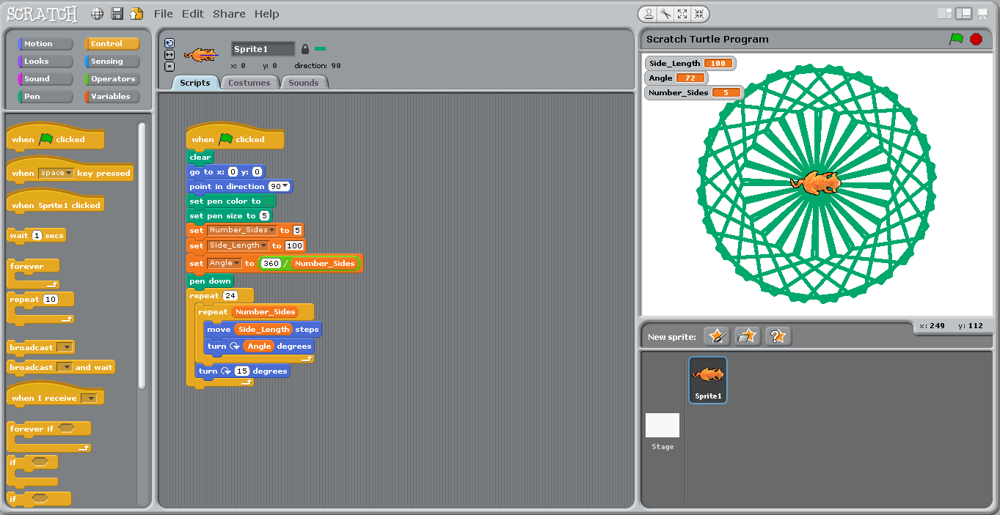 SCRATCH File Edit Share Help
Motion Control
Looks Sensing
Sound Operators
Pen Variables
when clicked
when space key pressed
when Sprite1 clicked
wait 1 secs
forever
repeat 10
broadcast
broadcast and wait
when I receive
forever if
if
if
Sprite1
x: 0 y: 0 direction: 90
Scripts Costumes Sounds
when clicked
clear
go to x: 0 y: 0
point in direction 90
set pen color to
set pen size to 5
set Number_Sides to 5
set Side_Length to 100
set Angle to 360 / Number_Sides
pen down
repeat 24
repeat Number_Sides
move Side_Length steps
turn Angle degrees
turn 15 degrees
Scratch Turtle Program
Side_Length 100
Angle 72
Number_Sides 5
x: 249 y: 112
New sprite:
Sprite1
Stage